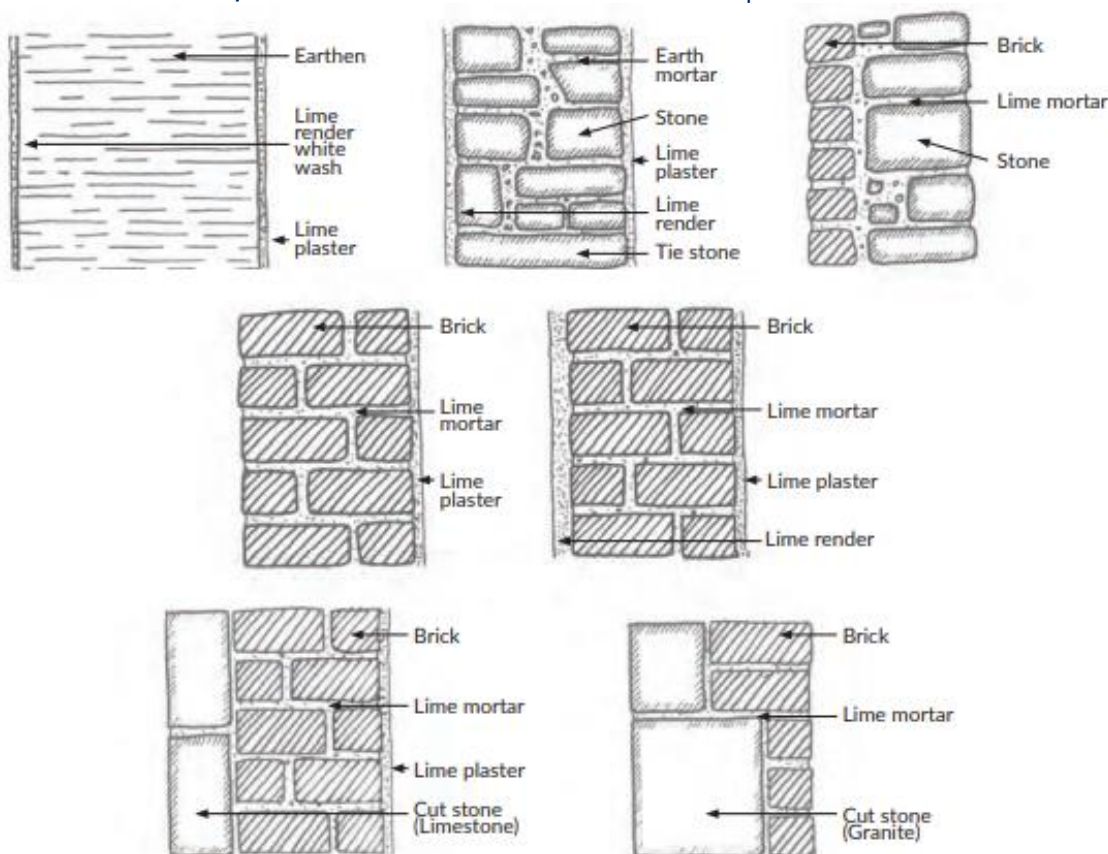 Earthen
Lime
render
white
wash
Lime
plaster
Earth
mortar
Stone
Lime
plaster
Lime
render
Tie stone
Brick
Lime mortar
Stone
Brick
Lime
mortar
Lime
plaster
Brick
Lime mortar
Lime plaster
Lime render
Brick
Lime mortar
Lime plaster
Cut stone
(Limestone)
Brick
Lime mortar
Cut stone
(Granite)